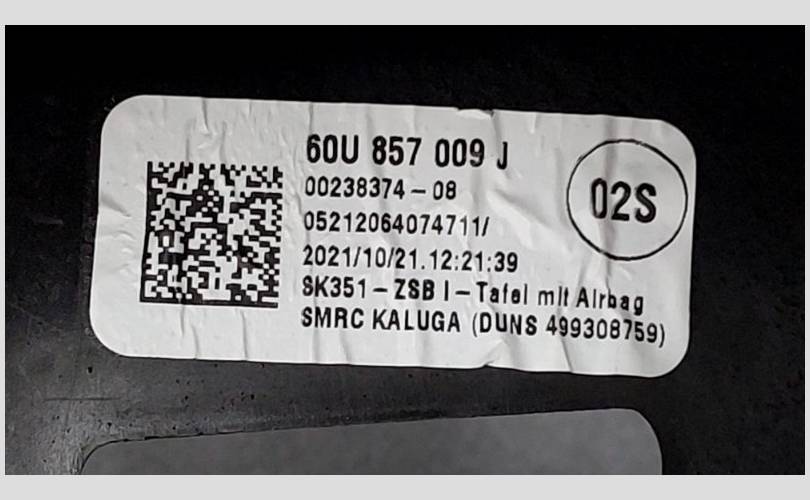 60U 857 009 J
00238374-08
05212064074711/
2021/10/21.12:21:39
SK351-ZSB I-Tafel mit Airbag
SMRC KALUGA (DUNS 499308759)
02S